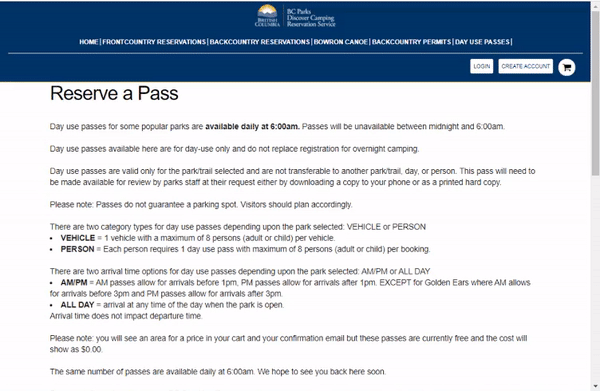 BRITISH COLUMBIA
BC Parks
Discover Camping
Reservation Service
HOME| FRONTCOUNTRY RESERVATIONS| BACKCOUNTRY RESERVATIONS| BOWRON CANOE| BACKCOUNTRY PERMITS| DAY USE PASSES|
LOGIN CREATE ACCOUNT
Reserve a Pass
Day use passes for some popular parks are available daily at 6:00am. Passes will be unavailable between midnight and 6:00am.
Day use passes available here are for day-use only and do not replace registration for overnight camping.
Day use passes are valid only for the park/trail selected and are not transferable to another park/trail, day, or person. This pass will need
to be made available for review by parks staff at their request either by downloading a copy to your phone or as a printed hard copy.
Please note: Passes do not guarantee a parking spot. Visitors should plan accordingly.
There are two category types for day use passes depending upon the park selected: VEHICLE or PERSON
• VEHICLE = 1 vehicle with a maximum of 8 persons (adult or child) per vehicle.
• PERSON = Each person requires 1 day use pass with maximum of 8 persons (adult or child) per booking.
There are two arrival time options for day use passes depending upon the park selected: AM/PM or ALL DAY
• AM/PM = AM passes allow for arrivals before 1pm, PM passes allow for arrivals after 1pm. EXCEPT for Golden Ears where AM allows
for arrivals before 3pm and PM passes allow for arrivals after 3pm.
• ALL DAY = arrival at any time of the day when the park is open.
Arrival time does not impact departure time.
Please note: you will see an area for a price in your cart and your confirmation email but these passes are currently free and the cost will
show as $0.00.
The same number of passes are available daily at 6:00am. We hope to see you back here soon.